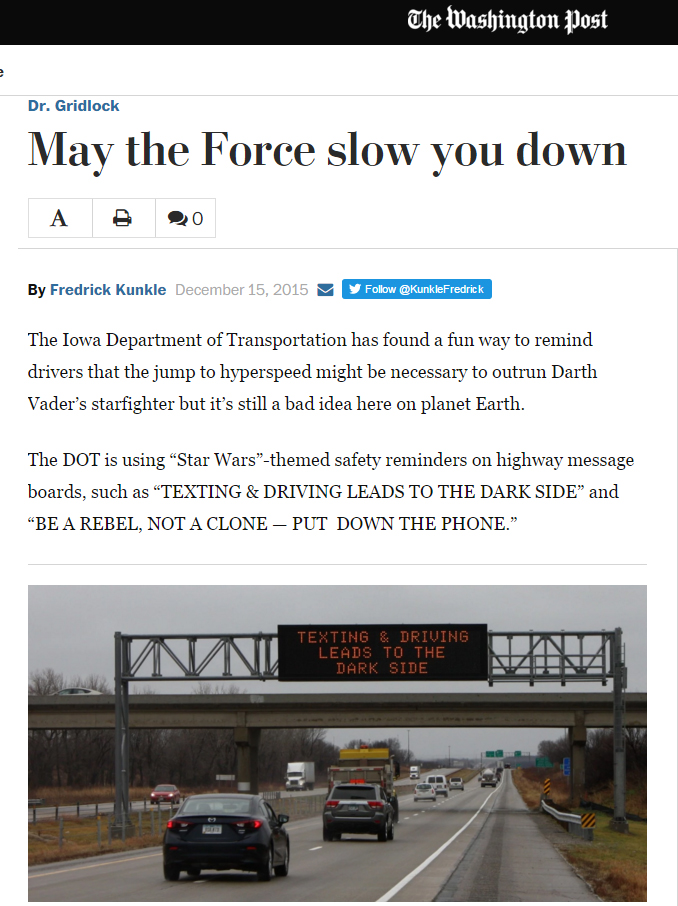 The Washington Post
e
Dr. Gridlock
May the Force slow you down
A
0
By Fredrick Kunkle December 15, 2015 Follow @KunkleFredrick
The Iowa Department of Transportation has found a fun way to remind
drivers that the jump to hyperspeed might be necessary to outrun Darth
Vader’s starfighter but it’s still a bad idea here on planet Earth.
The DOT is using “Star Wars”-themed safety reminders on highway message
boards, such as “TEXTING & DRIVING LEADS TO THE DARK SIDE” and
“BE A REBEL, NOT A CLONE — PUT  DOWN THE PHONE.”
TEXTING & DRIVING
LEADS TO THE
DARK SIDE